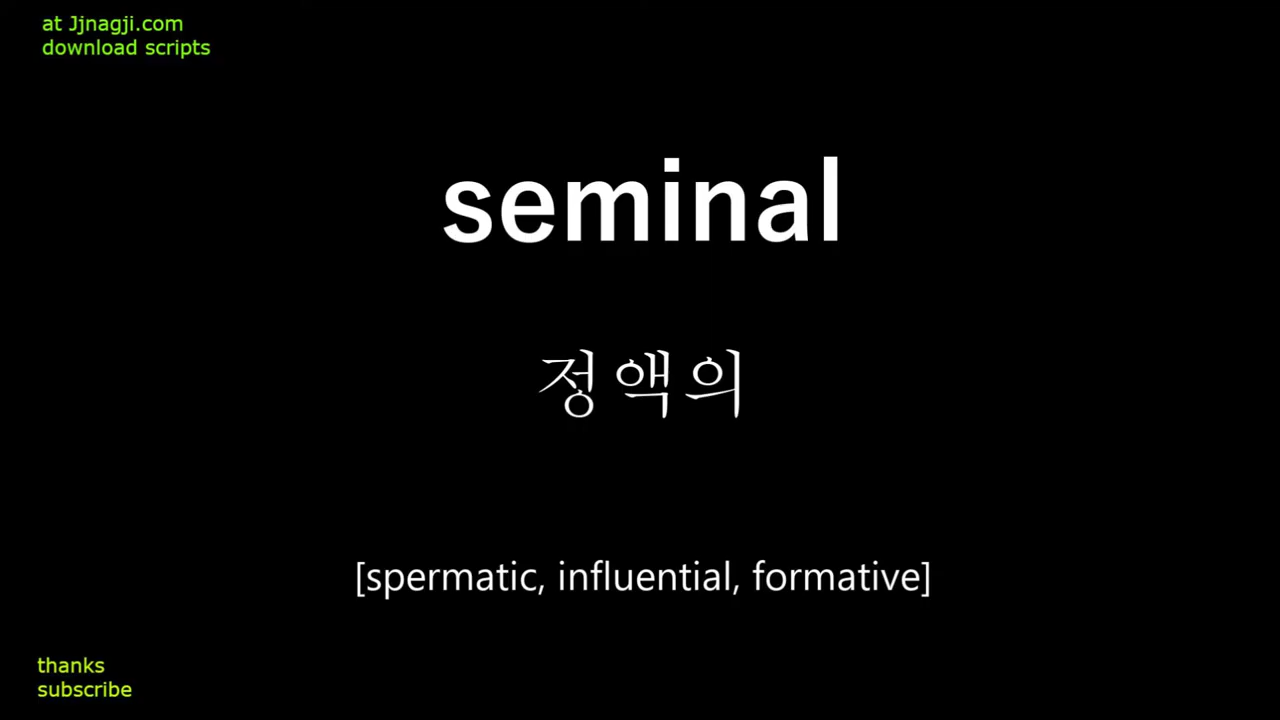 at Jjnagji.com
download scripts
seminal
정액의
[spermatic, influential, formative]
thanks
subscribe